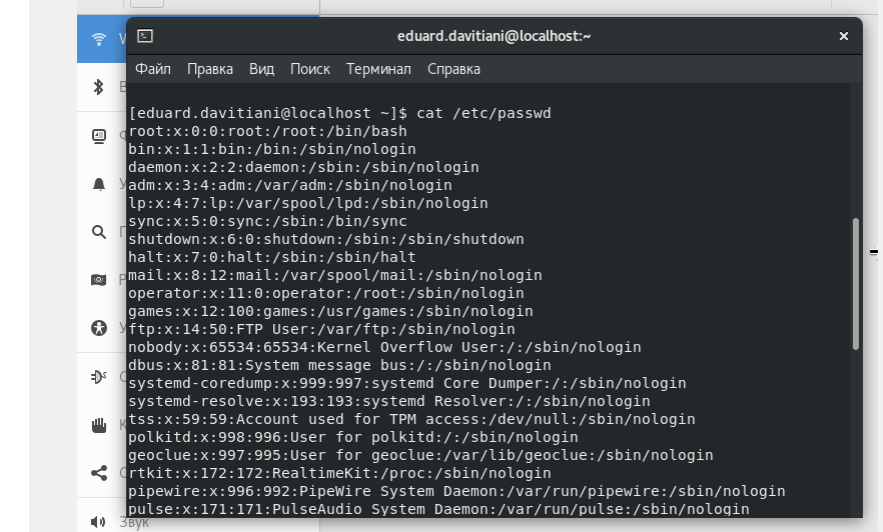 eduard.davitiani@localhost:~
Файл Правка Вид Поиск Терминал Справка
[eduard.davitiani@localhost ~]$ cat /etc/passwd
root:x:0:0:root:/root:/bin/bash
bin:x:1:1:bin:/bin:/sbin/nologin
daemon:x:2:2:daemon:/sbin:/sbin/nologin
adm:x:3:4:adm:/var/adm:/sbin/nologin
lp:x:4:7:lp:/var/spool/lpd:/sbin/nologin
sync:x:5:0:sync:/sbin:/bin/sync
shutdown:x:6:0:shutdown:/sbin:/sbin/shutdown
halt:x:7:0:halt:/sbin:/sbin/halt
mail:x:8:12:mail:/var/spool/mail:/sbin/nologin
operator:x:11:0:operator:/root:/sbin/nologin
games:x:12:100:games:/usr/games:/sbin/nologin
ftp:x:14:50:FTP User:/var/ftp:/sbin/nologin
nobody:x:65534:65534:Kernel Overflow User:/:/sbin/nologin
dbus:x:81:81:System message bus:/:/sbin/nologin
systemd-coredump:x:999:997:systemd Core Dumper:/:/sbin/nologin
systemd-resolve:x:193:193:systemd Resolver:/:/sbin/nologin
tss:x:59:59:Account used for TPM access:/dev/null:/sbin/nologin
polkitd:x:998:996:User for polkitd:/:/sbin/nologin
geoclue:x:997:995:User for geoclue:/var/lib/geoclue:/sbin/nologin
rtkit:x:172:172:RealtimeKit:/proc:/sbin/nologin
pipewire:x:996:992:PipeWire System Daemon:/var/run/pipewire:/sbin/nologin
pulse:x:171:171:PulseAudio System Daemon:/var/run/pulse:/sbin/nologin
Звук